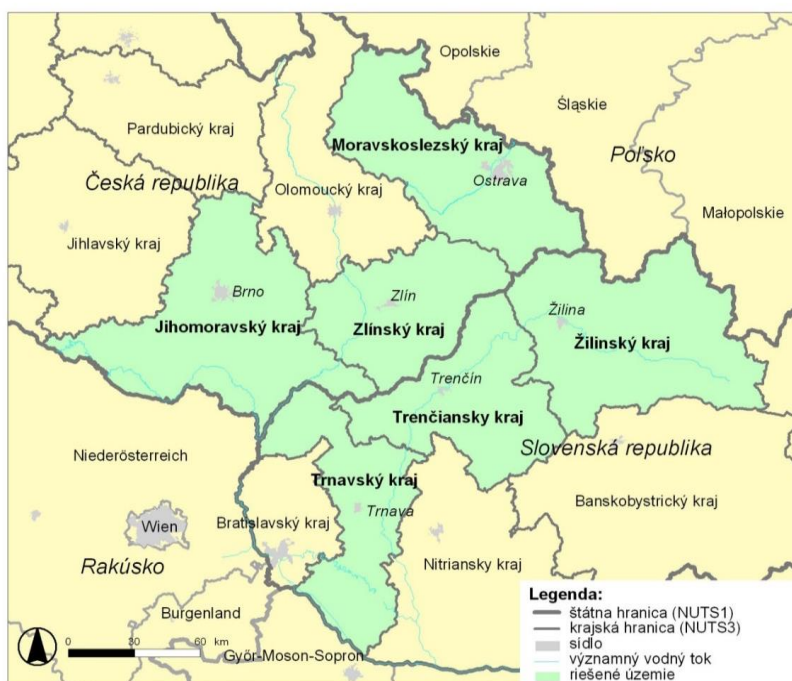 Opolskie
Śląskie
Pardubický kraj
Moravskoslezský kraj
Poľsko
Česká republika
Olomoucký kraj
Ostrava
Małopolskie
Jihlavský kraj
Brno
Zlín
Žilina
Jihomoravský kraj
Zlínský kraj
Žilinský kraj
Trenčín
Trenčiansky kraj
Niederösterreich
Slovenská republika
Trnavský kraj
Banskobystrický kraj
Wien
Bratislavský kraj
Trnava
Rakúsko
Nitriansky kraj
Burgenland
Győr-Moson-Sopron
0 30 60 km
Legenda:
štátna hranica (NUTS1)
krajská hranica (NUTS3)
sídlo
významný vodný tok
riešené územie